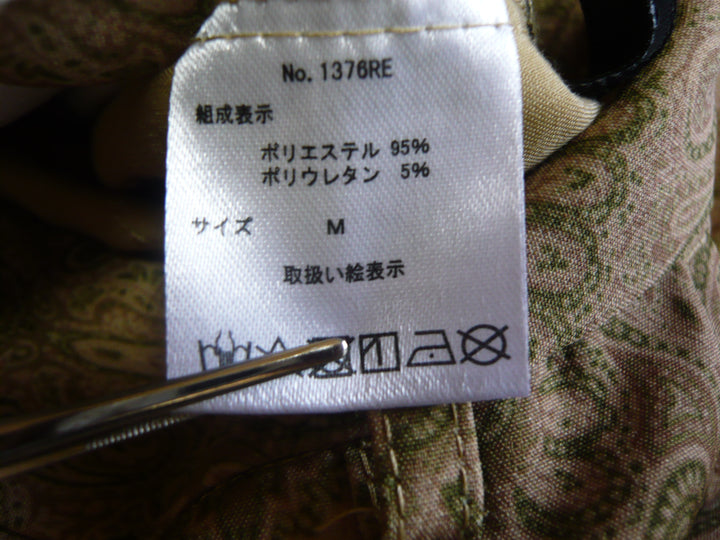 No.1376RE
組成表示
ポリエステル 95%
ポリウレタン 5%
サイズ M
取扱い絵表示